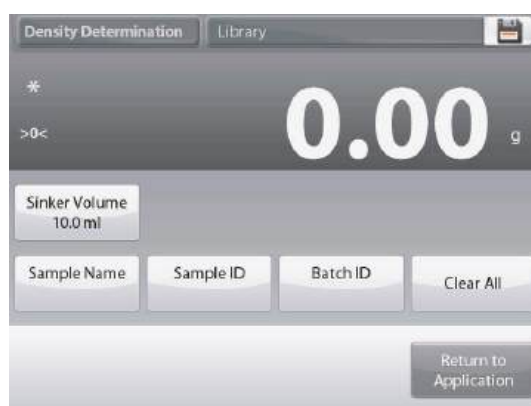 Density Determination Library
*
>0<
0.00 g
Sinker Volume
10.0 ml
Sample Name Sample ID Batch ID Clear All
Return to
Application